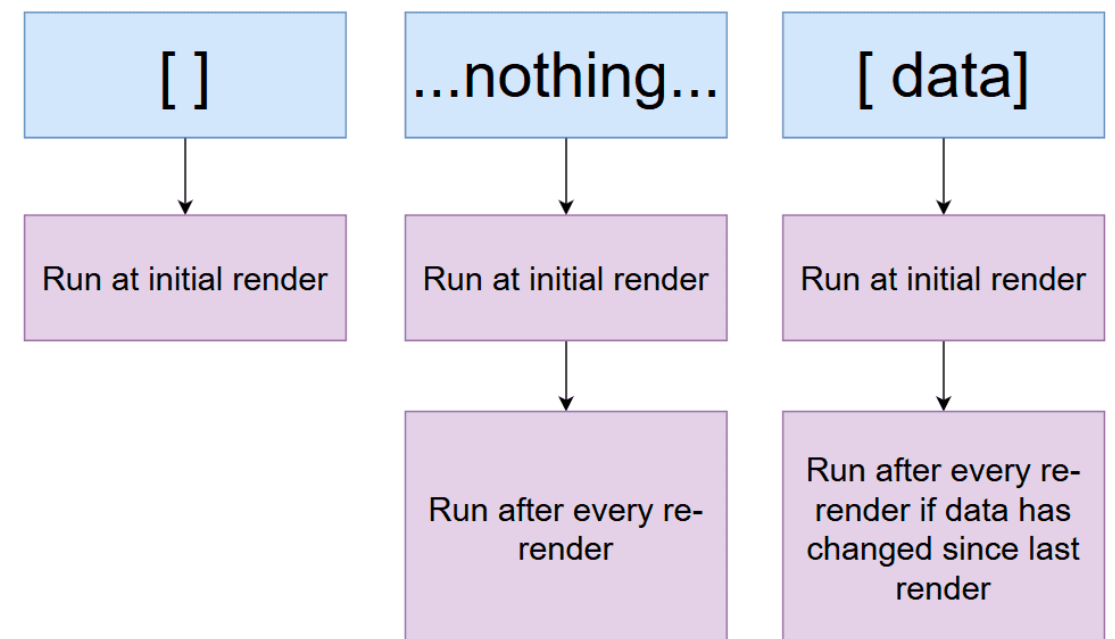 [ ]
...nothing...
[ data]
Run at initial render
Run at initial render
Run at initial render
Run after every re-
render
Run after every re-
render if data has
changed since last
render